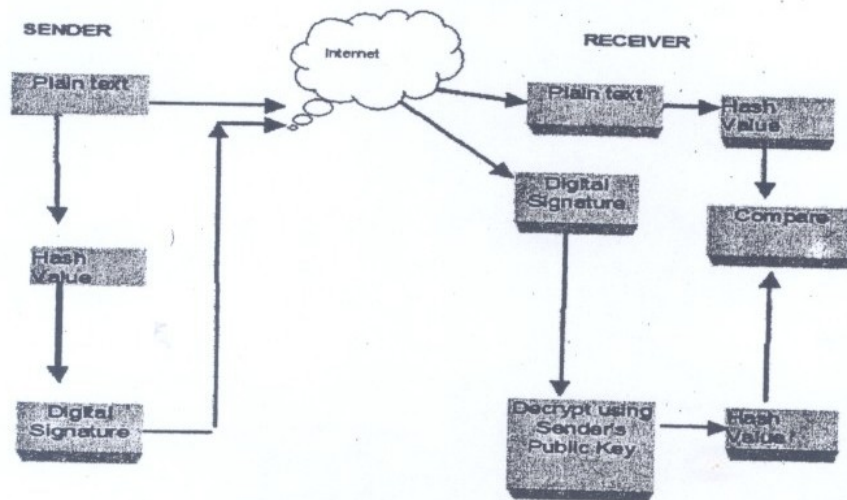 SENDER
Plain text
Hash
Value
Digital
Signature
Internet
RECEIVER
Plain text
Hash
Value
Digital
Signature
Compare
Decrypt using
Sender's
Public Key
Hash
Value